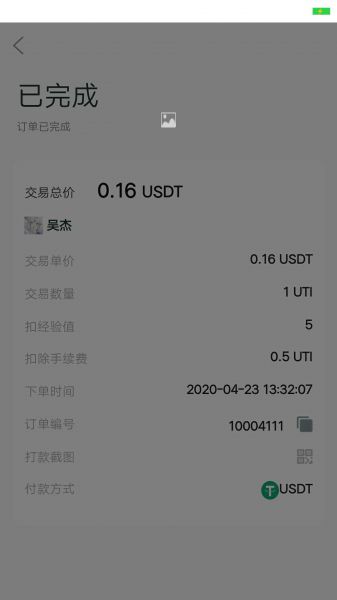 已完成
订单已完成
交易总价 0.16 USDT
吴杰
交易单价 0.16 USDT
交易数量 1 UTI
扣经验值 5
扣除手续费 0.5 UTI
下单时间 2020-04-23 13:32:07
订单编号 10004111
打款截图
付款方式 USDT